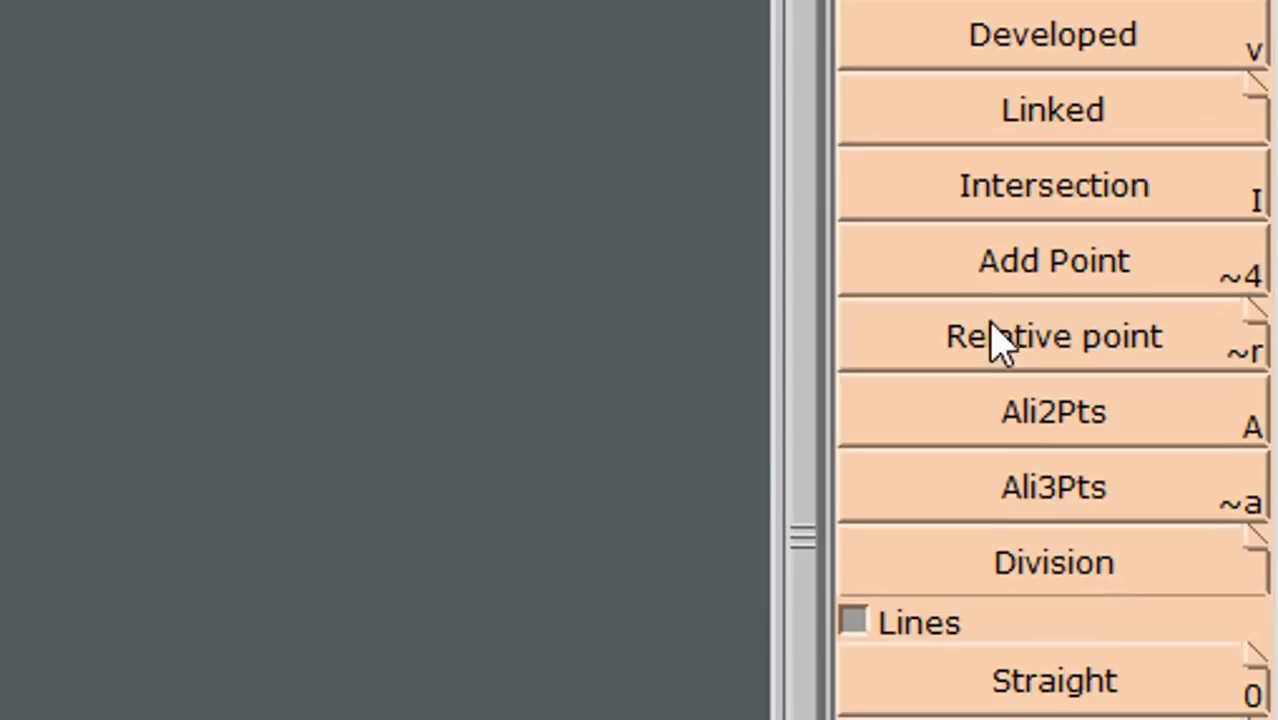 Developed v
Linked
Intersection I
Add Point ~4
Relative point ~r
Ali2Pts A
Ali3Pts ~a
Division
Lines
Straight 0